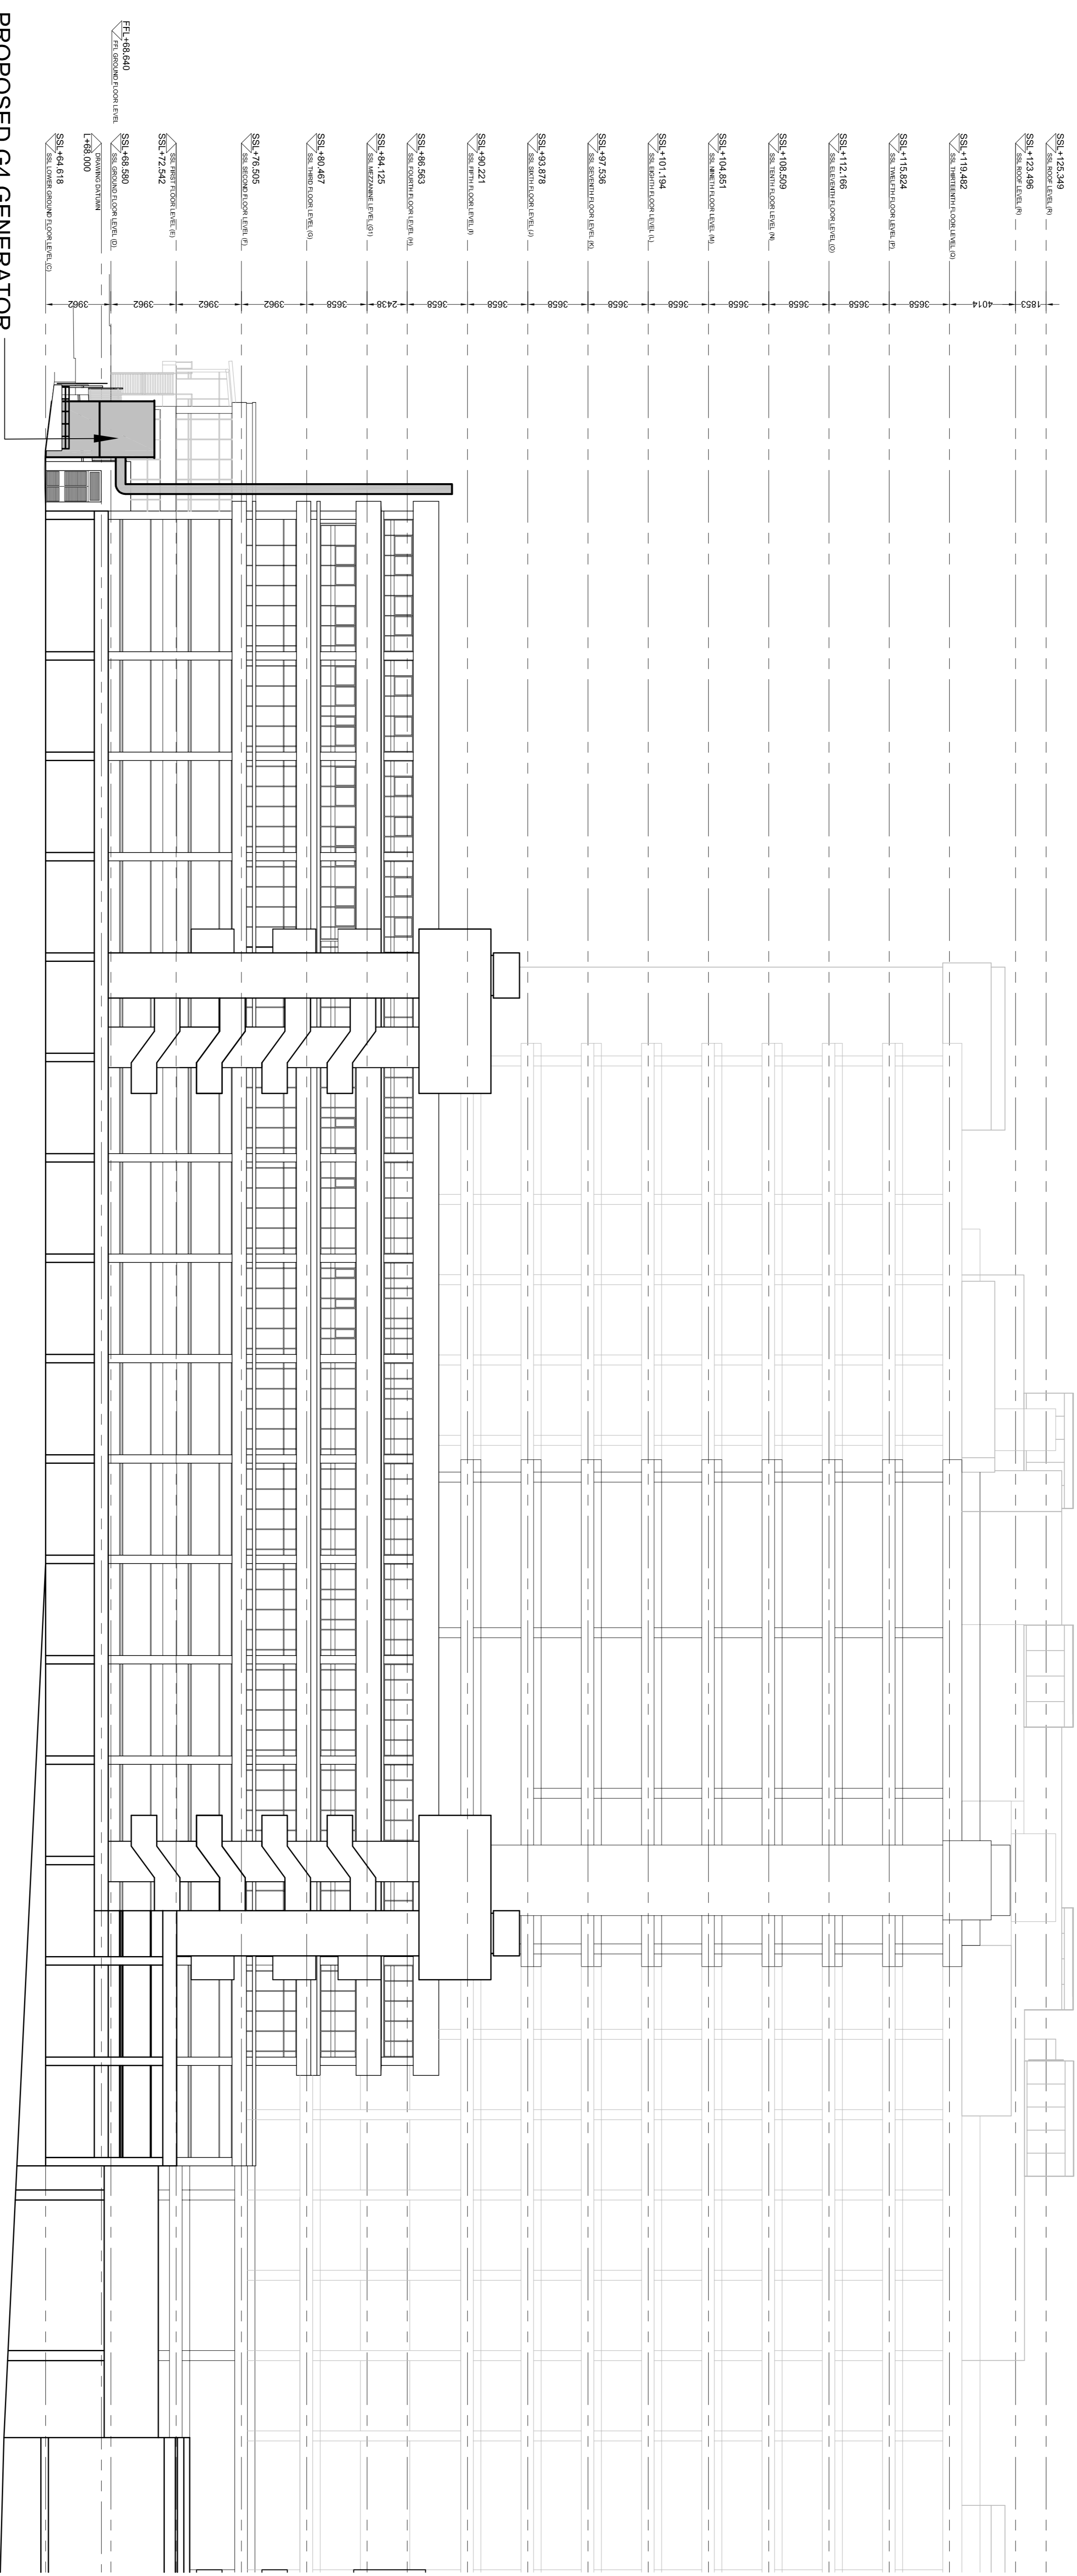 SSL+125.349
SSL ROOF LEVEL (R)
SSL+123.496
SSL ROOF LEVEL (R)
SSL+119.482
SSL THIRTEENTH FLOOR LEVEL (Q)
SSL+115.824
SSL TWELFTH FLOOR LEVEL (P)
SSL+112.166
SSL ELEVENTH FLOOR LEVEL (O)
SSL+108.509
SSL TENTH FLOOR LEVEL (N)
SSL+104.851
SSL NINETH FLOOR LEVEL (M)
SSL+101.194
SSL EIGHTH FLOOR LEVEL (L)
SSL+97.536
SSL SEVENTH FLOOR LEVEL (K)
SSL+93.878
SSL SIXTH FLOOR LEVEL (J)
SSL+90.221
SSL FIFTH FLOOR LEVEL (I)
SSL+86.563
SSL FOURTH FLOOR LEVEL (H)
SSL+84.125
SSL MEZZANINE LEVEL (G1)
SSL+80.467
SSL THIRD FLOOR LEVEL (G)
SSL+76.505
SSL SECOND FLOOR LEVEL (F)
SSL+72.542
SSL FIRST FLOOR LEVEL (E)
FFL+68.640
FFL GROUND FLOOR LEVEL
SSL+68.580
SSL GROUND FLOOR LEVEL (D)
L+68.000
DRAWING DATUMN
SSL+64.618
SSL LOWER GROUND FLOOR LEVEL (C)
1853
4014
3658
3658
3658
3658
3658
3658
3658
3658
3658
2438
3658
3962
3962
3962
3962
PROPOSED G4 GENERATOR